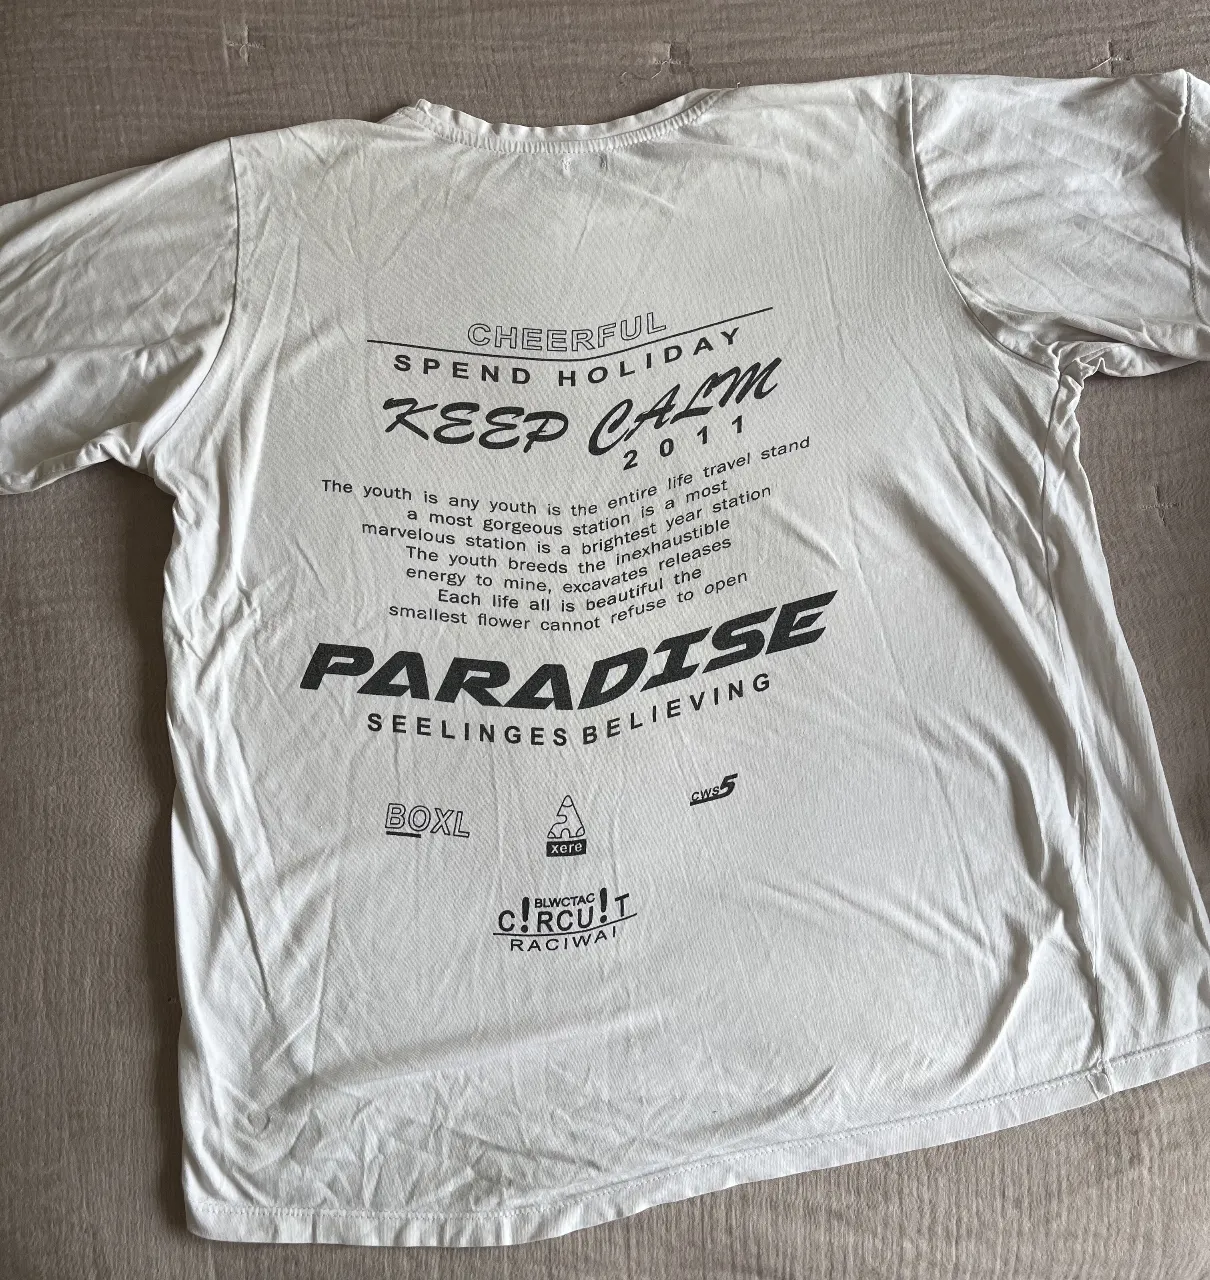 CHEERFUL
SPEND HOLIDAY
KEEP CALM
2011
The youth is any youth is the entire life travel stand
a most gorgeous station is a most
marvelous station is a brightest year station
The youth breeds the inexhaustible
energy to mine, excavates releases
Each life all is beautiful the
smallest flower cannot refuse to open
PARADISE
SEELINGES BELIEVING
BOXL
xere
cws5
BLWCTAC
C!RCU!T
RACIWAI